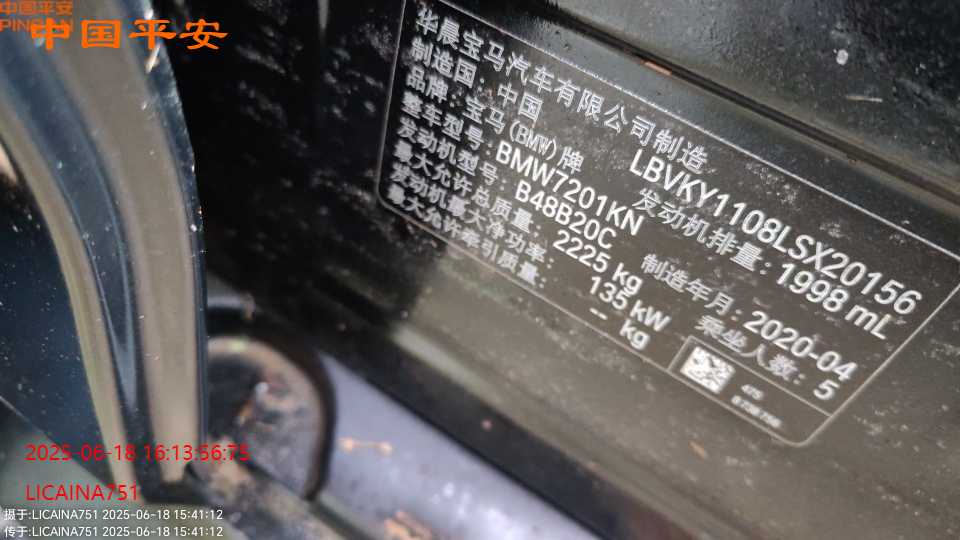 中国平安
PINGAN
中国平安
华晨宝马汽车有限公司制造
制造国：中国
品牌：宝马(BMW)牌
LBVKY1108LSX20156
整车型号：BMW7201KN
发动机型号：B48B20C
发动机排量：1998 mL
最大允许总质量：2225 kg
制造年月：2020-04
发动机最大净功率：135 kW
乘坐人数：5
最大允许牵引质量：-- kg
2025-06-18 16:13:56:75
LICAINA751
摄于:LICAINA751 2025-06-18 15:41:12
传于:LICAINA751 2025-06-18 15:41:12